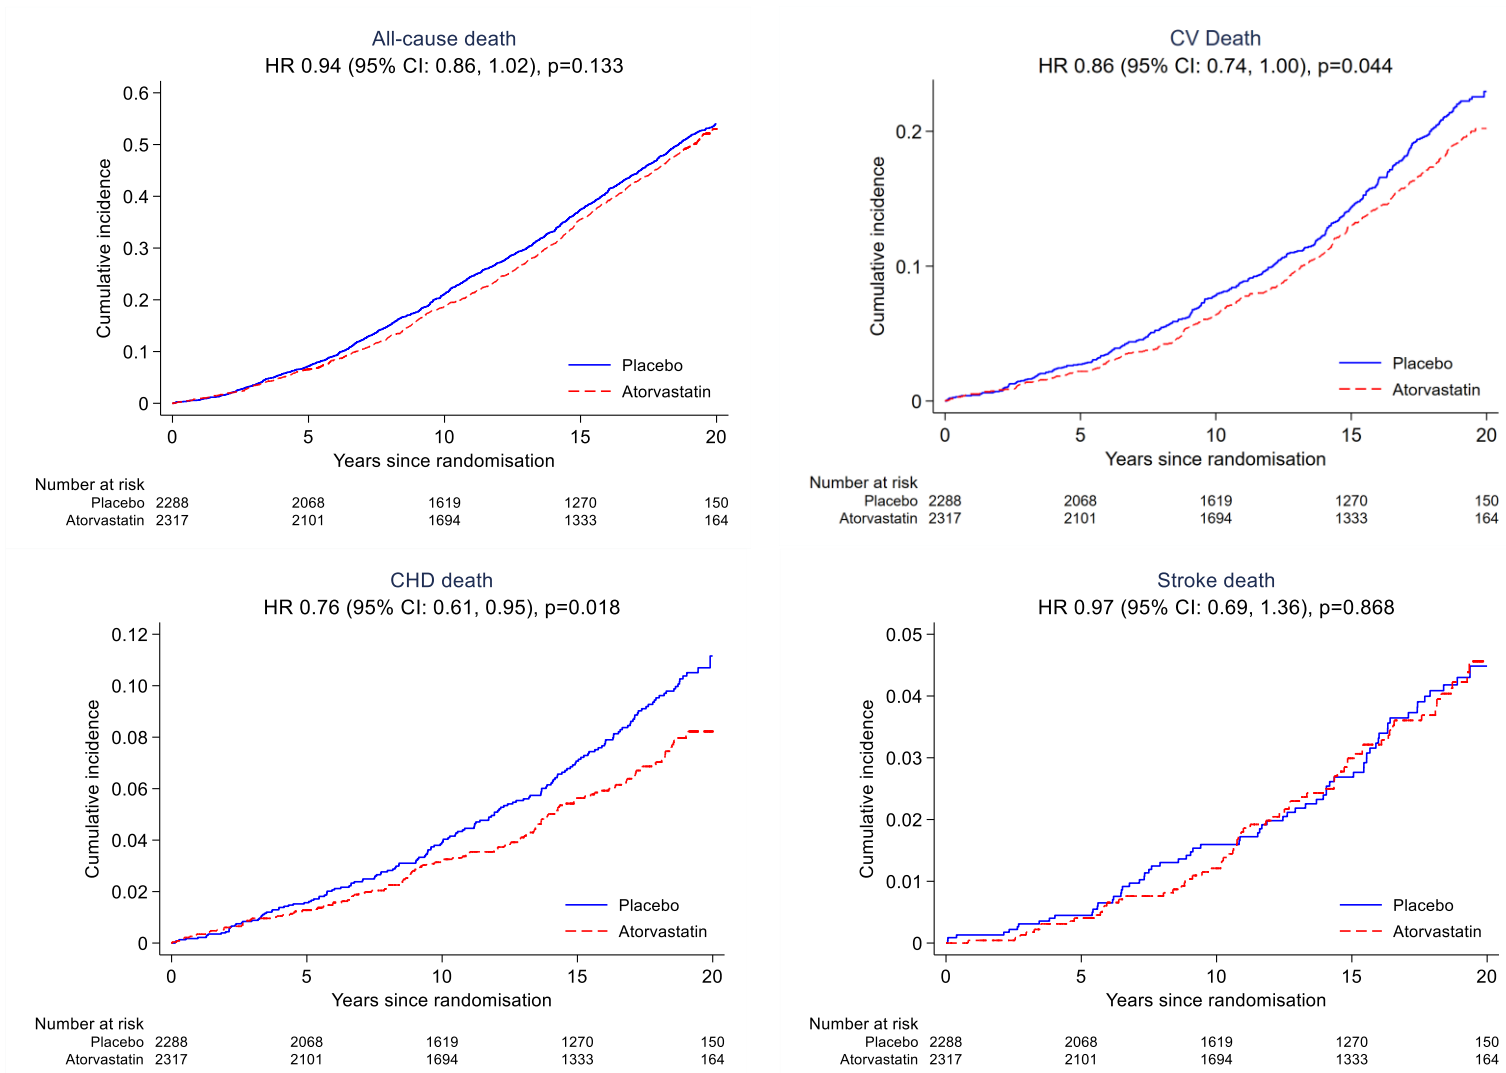 All-cause death
HR 0.94 (95% CI: 0.86, 1.02), p=0.133
0.6
0.5
0.4
0.3
0.2
0.1
0
Cumulative incidence
Placebo
Atorvastatin
0 5 10 15 20
Years since randomisation
Number at risk
Placebo 2288 2068 1619 1270 150
Atorvastatin 2317 2101 1694 1333 164
CV Death
HR 0.86 (95% CI: 0.74, 1.00), p=0.044
0.2
0.1
0
Cumulative incidence
Placebo
Atorvastatin
0 5 10 15 20
Years since randomisation
Number at risk
Placebo 2288 2068 1619 1270 150
Atorvastatin 2317 2101 1694 1333 164
CHD death
HR 0.76 (95% CI: 0.61, 0.95), p=0.018
0.12
0.10
0.08
0.06
0.04
0.02
0
Cumulative incidence
Placebo
Atorvastatin
0 5 10 15 20
Years since randomisation
Number at risk
Placebo 2288 2068 1619 1270 150
Atorvastatin 2317 2101 1694 1333 164
Stroke death
HR 0.97 (95% CI: 0.69, 1.36), p=0.868
0.05
0.04
0.03
0.02
0.01
0
Cumulative incidence
Placebo
Atorvastatin
0 5 10 15 20
Years since randomisation
Number at risk
Placebo 2288 2068 1619 1270 150
Atorvastatin 2317 2101 1694 1333 164